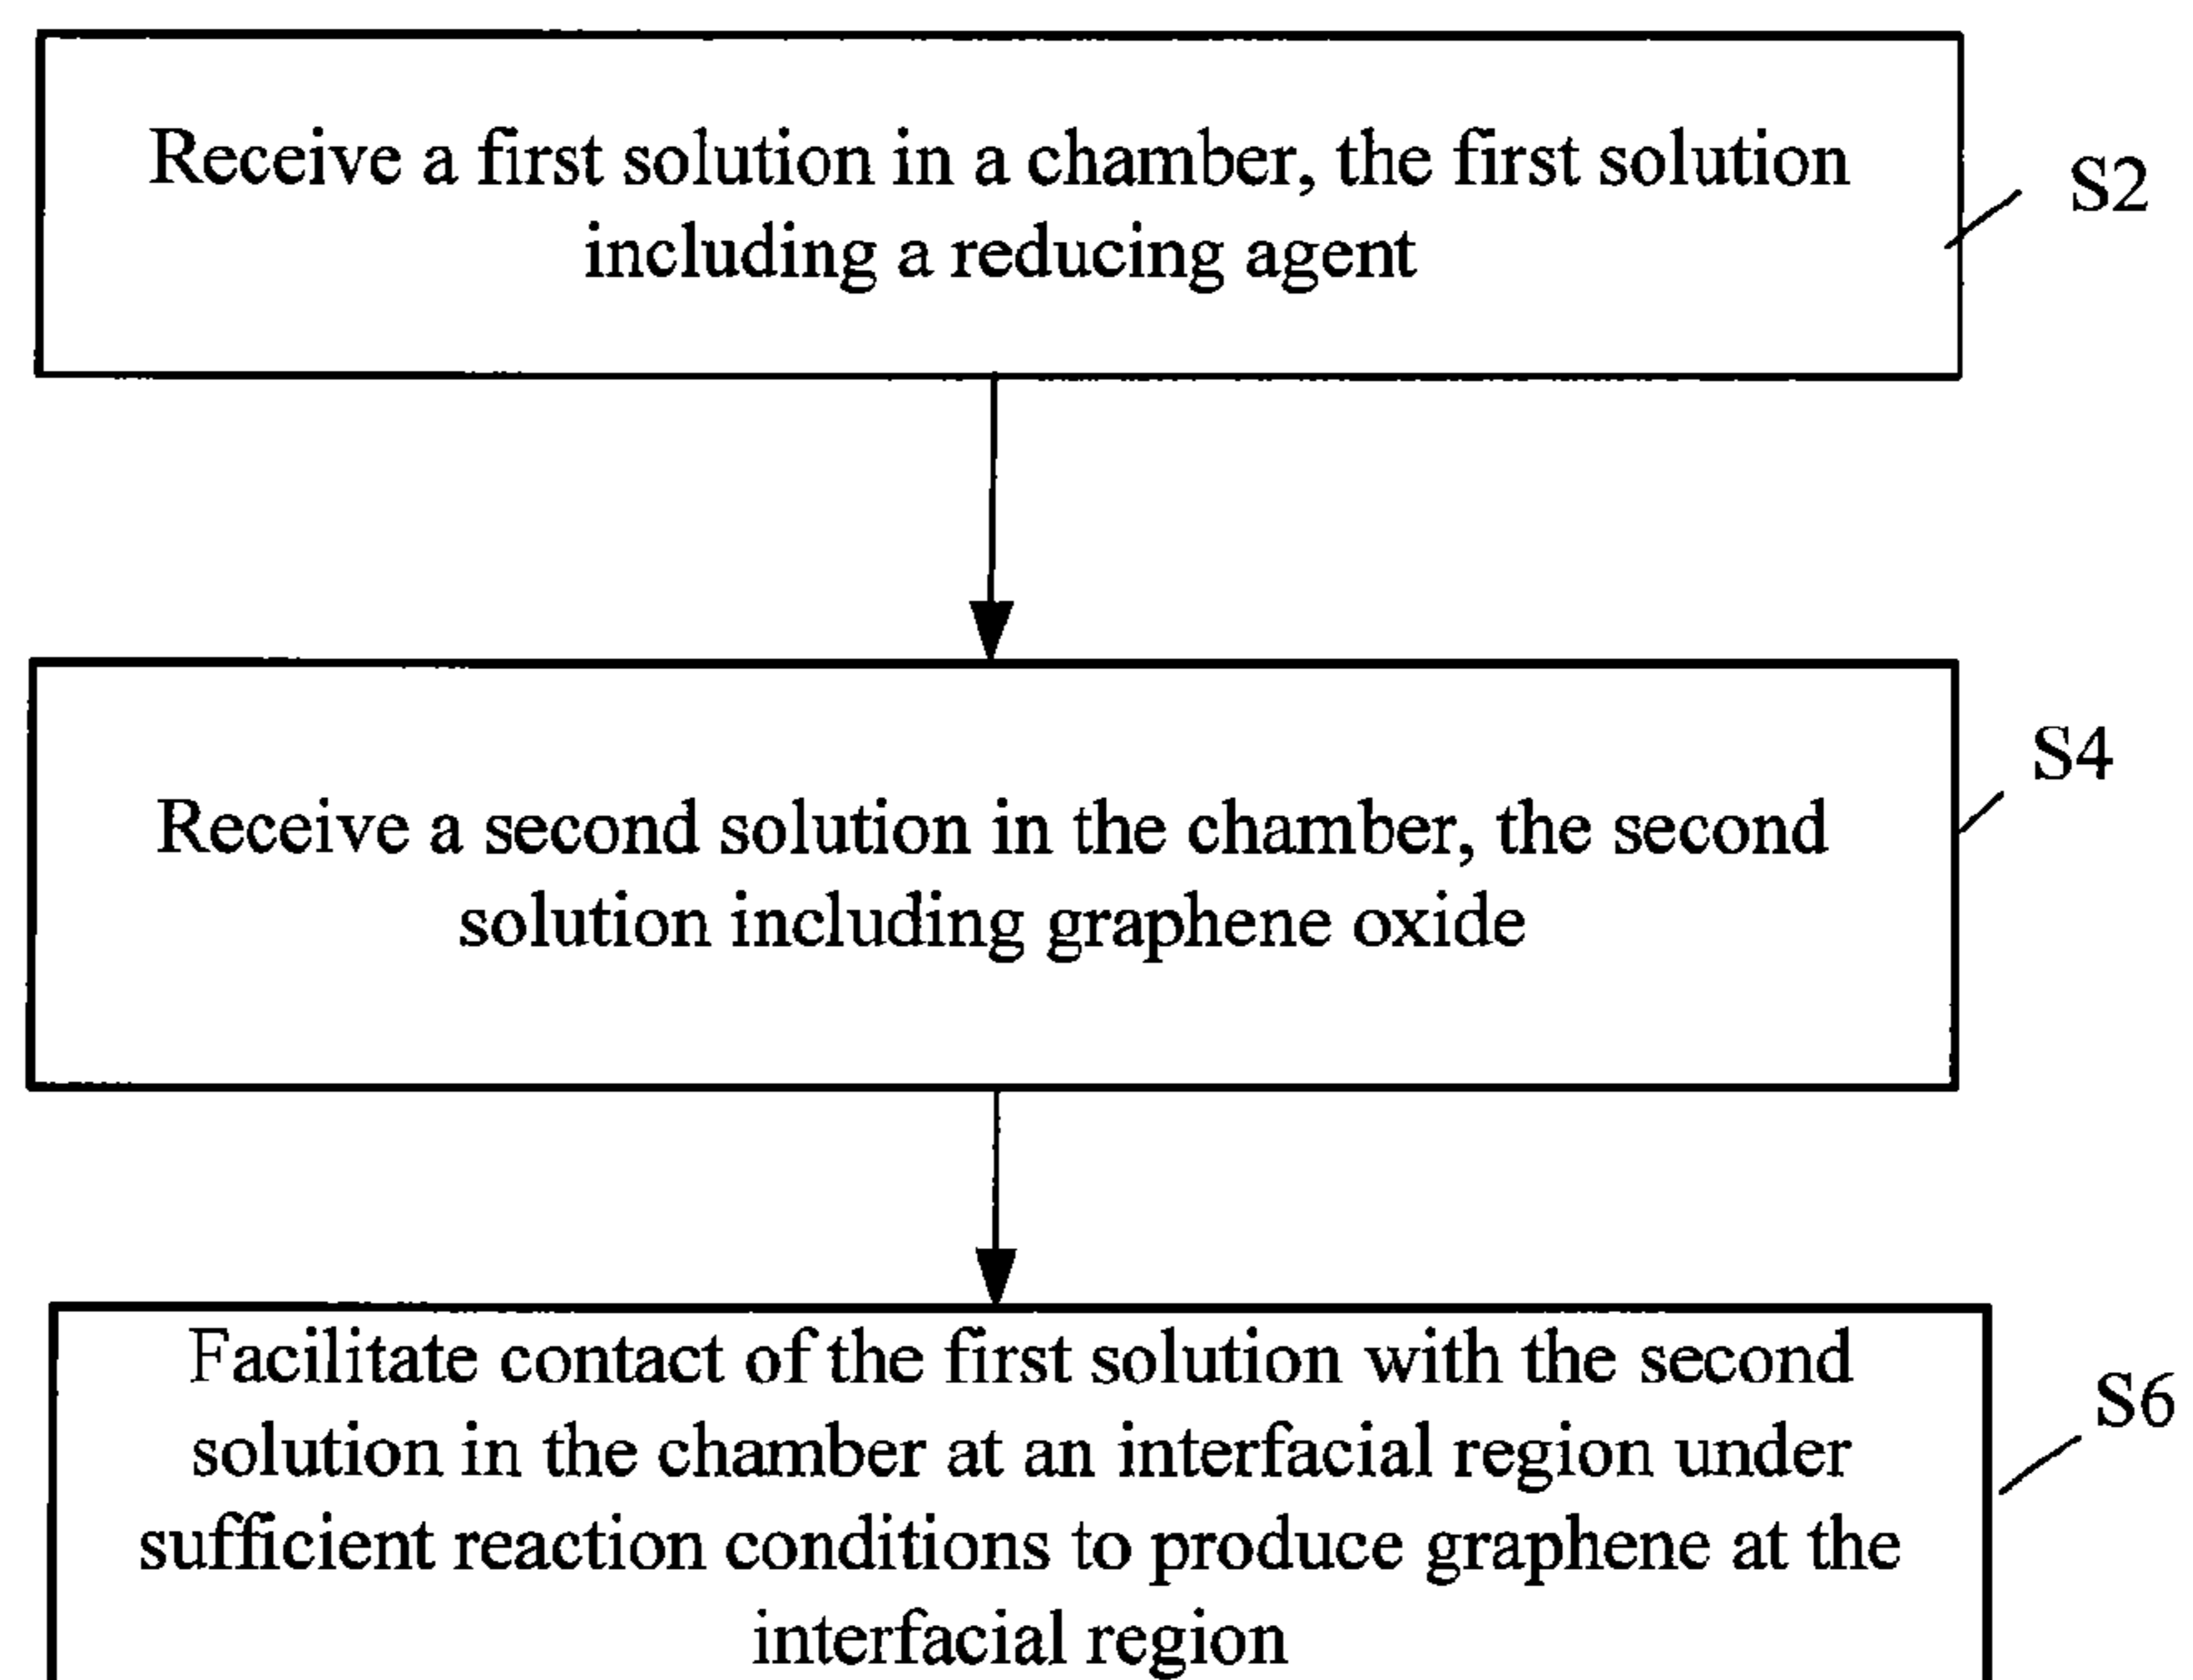 Receive a first solution in a chamber, the first solution
including a reducing agent
S2
Receive a second solution in the chamber, the second
solution including graphene oxide
S4
Facilitate contact of the first solution with the second
solution in the chamber at an interfacial region under
sufficient reaction conditions to produce graphene at the
interfacial region
S6